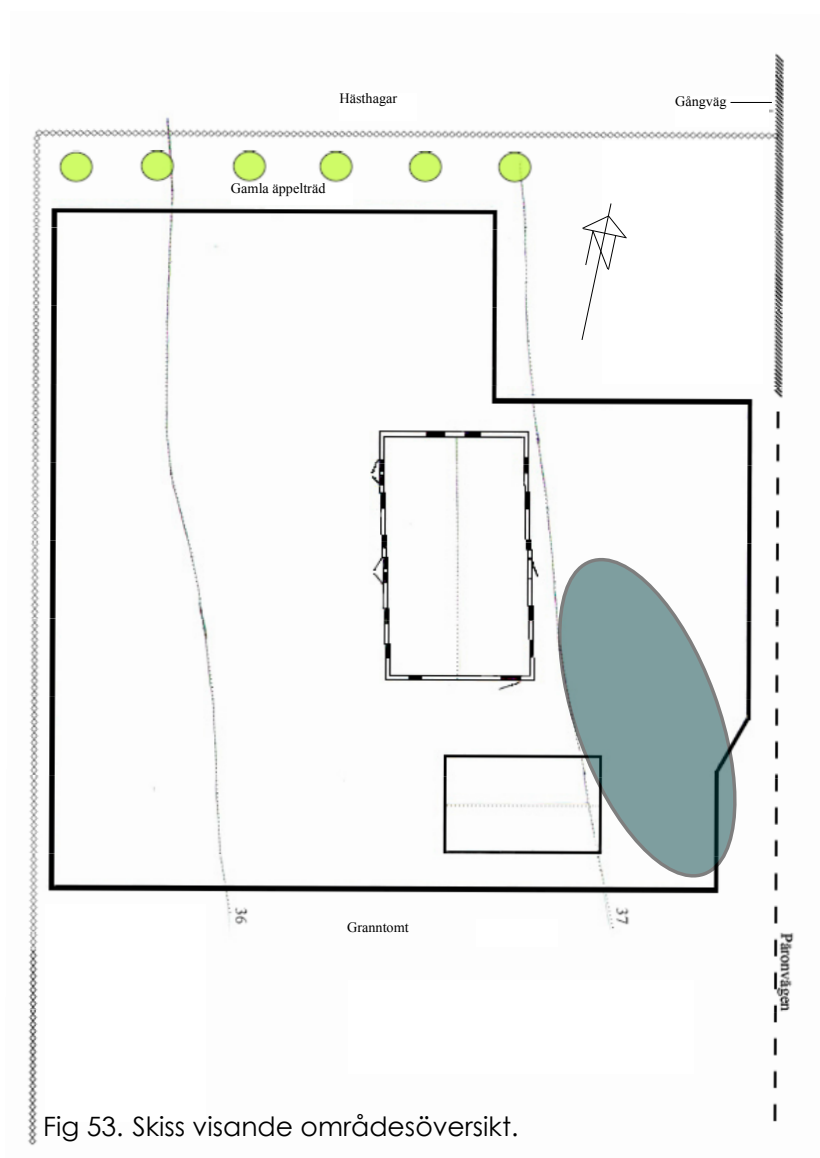 Hästhagar
Gångväg
Gamla äppelträd
N
36
37
Granntomt
Päronvägen
Fig 53. Skiss visande områdesöversikt.